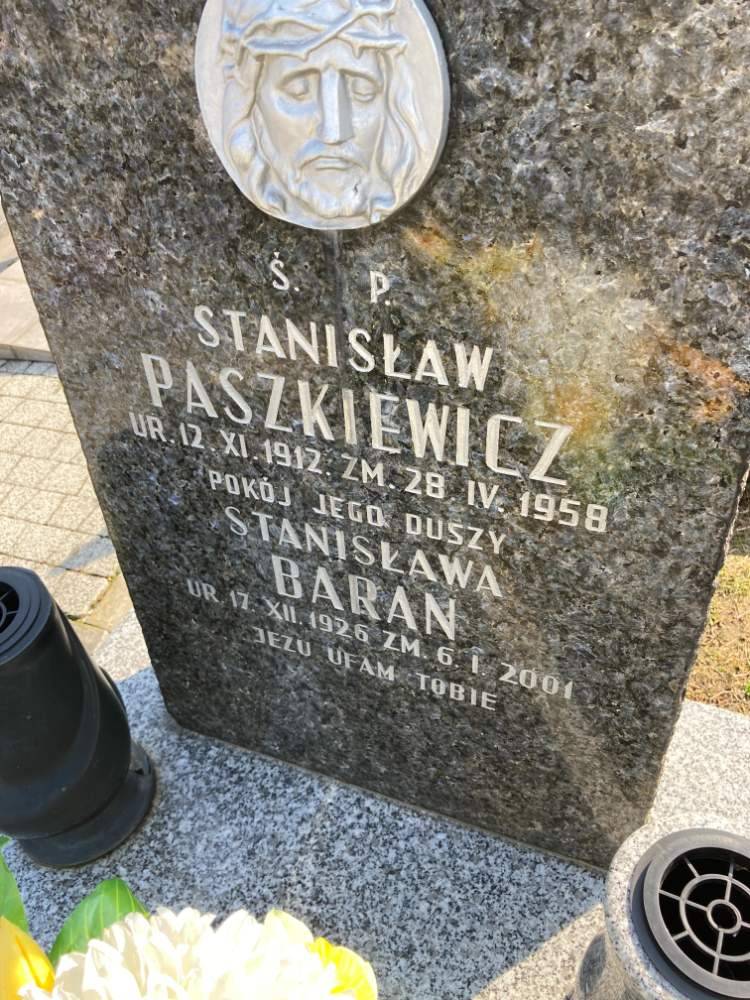 Ś. P.
STANISŁAW
PASZKIEWICZ
UR. 12. XI. 1912. ZM. 28 IV. 1958
POKÓJ JEGO DUSZY
STANISŁAWA
BARAN
UR. 17. XII. 1926 ZM. 6. I. 2001
JEZU UFAM TOBIE